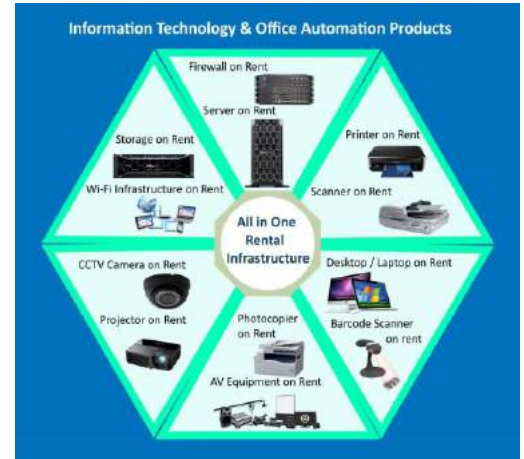 Information Technology & Office Automation Products
Firewall on Rent
Server on Rent
Storage on Rent
Wi-Fi Infrastructure on Rent
Printer on Rent
Scanner on Rent
All in One
Rental
Infrastructure
CCTV Camera on Rent
Projector on Rent
Photocopier
on Rent
AV Equipment on Rent
Desktop / Laptop on Rent
Barcode Scanner
on rent